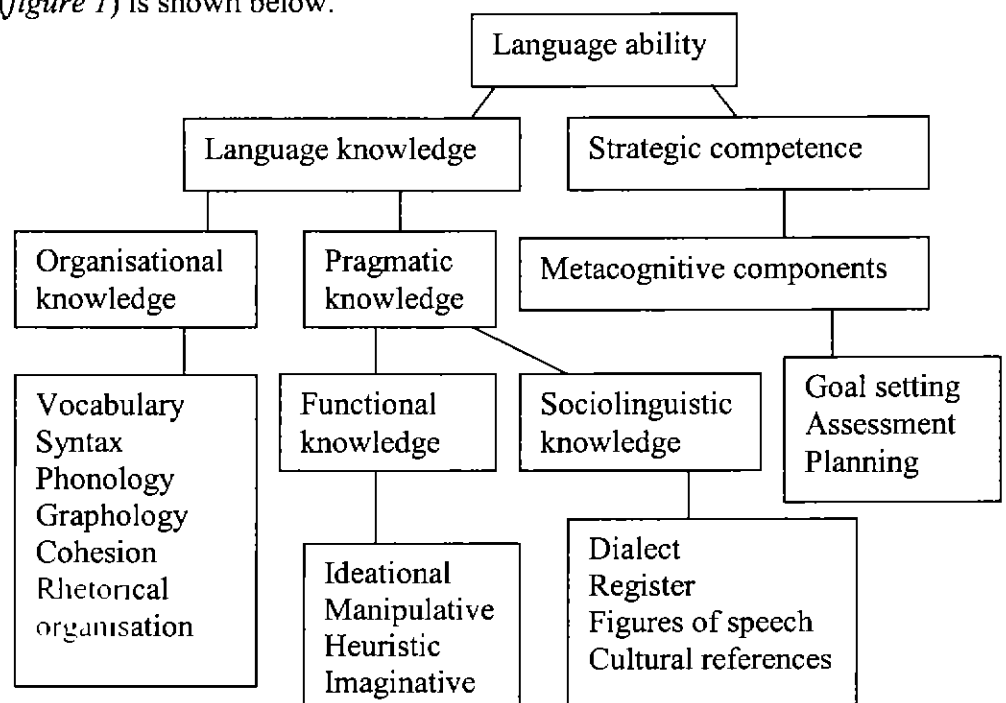 (figure 1) is shown below.
Language ability
Language knowledge
Strategic competence
Organisational
knowledge
Pragmatic
knowledge
Metacognitive components
Vocabulary
Syntax
Phonology
Graphology
Cohesion
Rhetorical
organisation
Functional
knowledge
Sociolinguistic
knowledge
Goal setting
Assessment
Planning
Ideational
Manipulative
Heuristic
Imaginative
Dialect
Register
Figures of speech
Cultural references